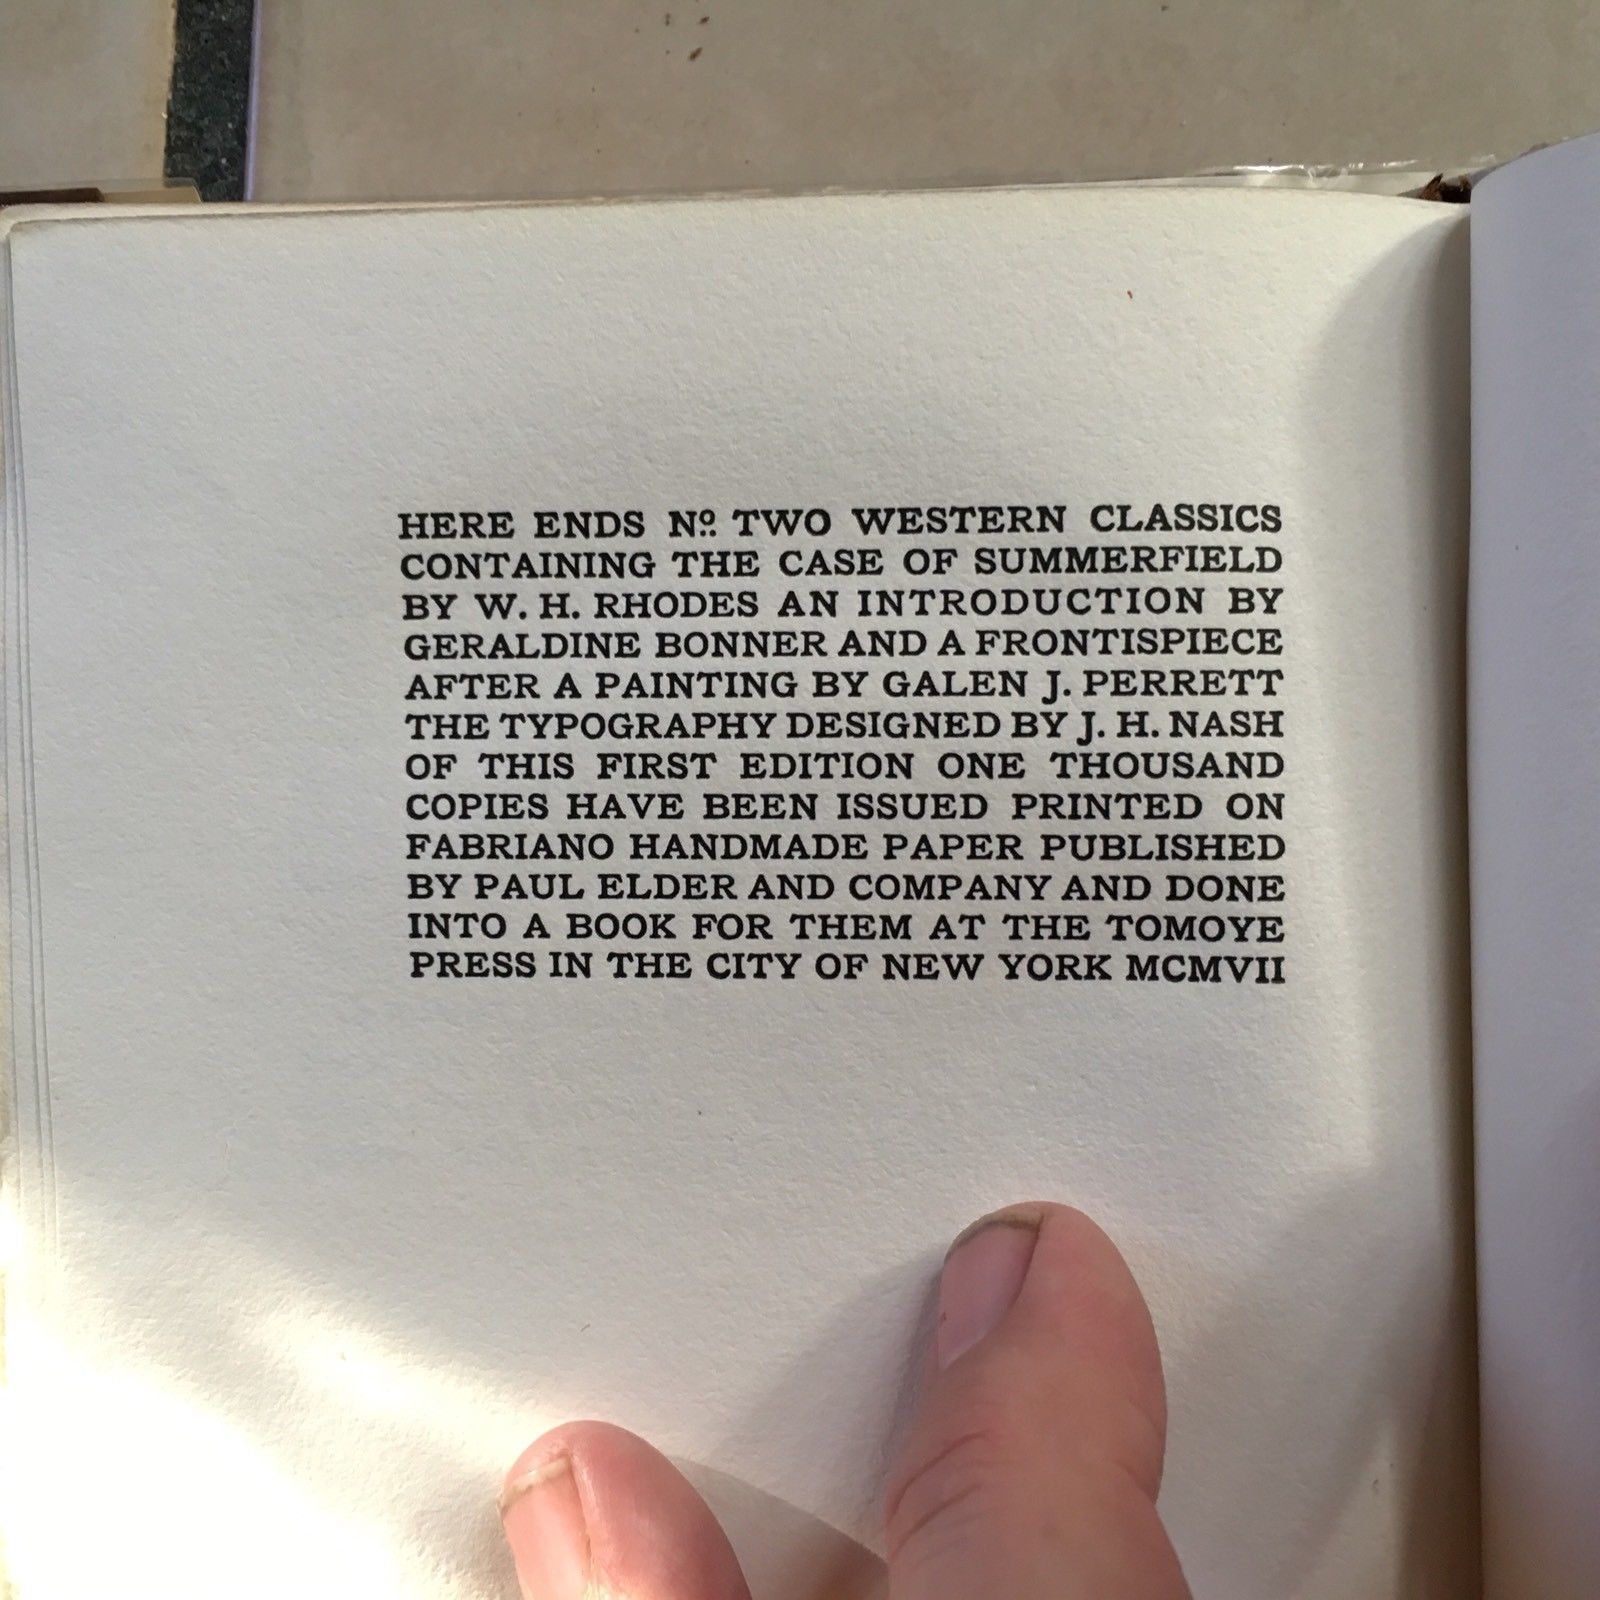 HERE ENDS Nº TWO WESTERN CLASSICS
CONTAINING THE CASE OF SUMMERFIELD
BY W. H. RHODES AN INTRODUCTION BY
GERALDINE BONNER AND A FRONTISPIECE
AFTER A PAINTING BY GALEN J. PERRETT
THE TYPOGRAPHY DESIGNED BY J. H. NASH
OF THIS FIRST EDITION ONE THOUSAND
COPIES HAVE BEEN ISSUED PRINTED ON
FABRIANO HANDMADE PAPER PUBLISHED
BY PAUL ELDER AND COMPANY AND DONE
INTO A BOOK FOR THEM AT THE TOMOYE
PRESS IN THE CITY OF NEW YORK MCMVII